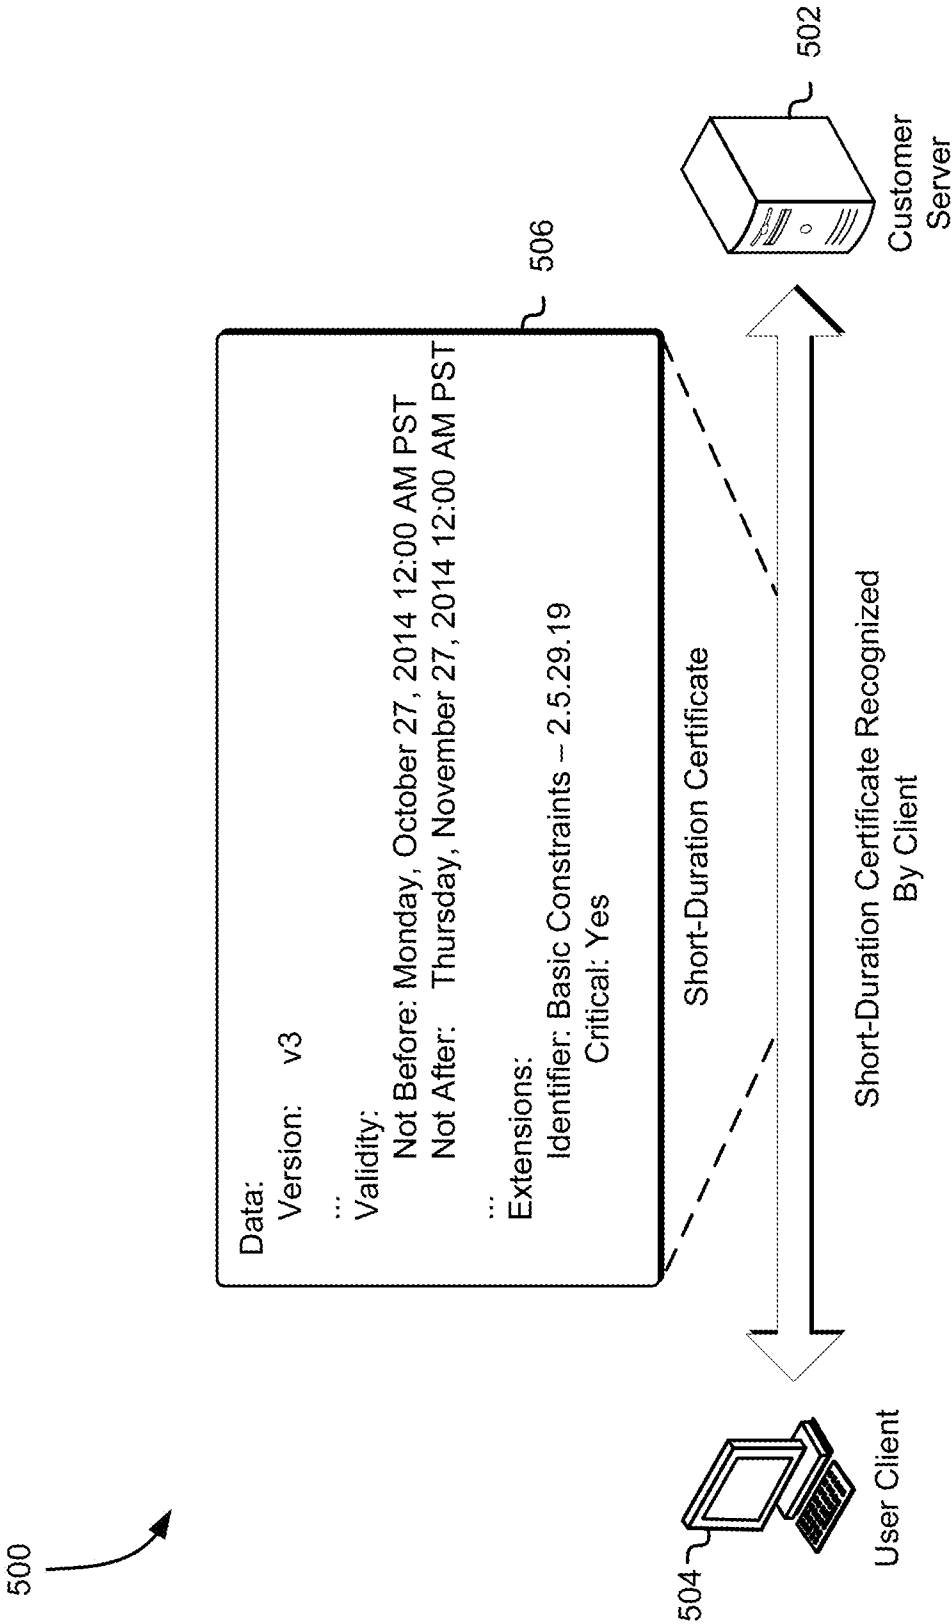 500
Data:
Version: v3
...
Validity:
Not Before: Monday, October 27, 2014 12:00 AM PST
Not After: Thursday, November 27, 2014 12:00 AM PST
...
Extensions:
Identifier: Basic Constraints – 2.5.29.19
Critical: Yes
506
Short-Duration Certificate
504
User Client
Short-Duration Certificate Recognized
By Client
502
Customer
Server